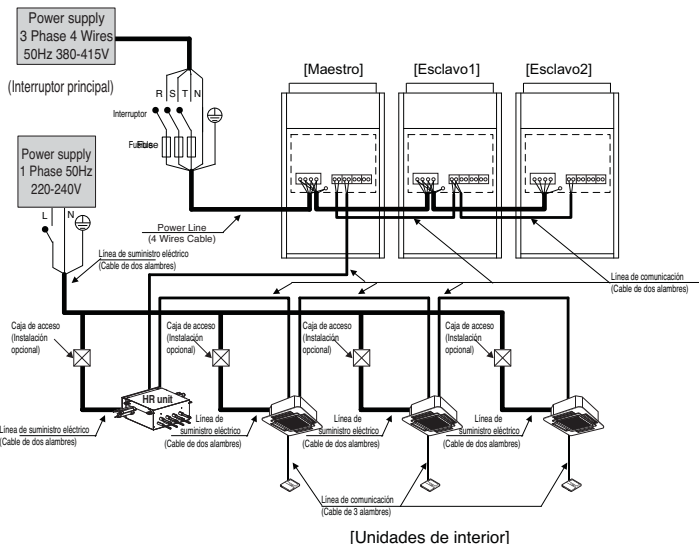 Power supply
3 Phase 4 Wires
50Hz 380-415V
(Interruptor principal)
R S T N
Interruptor
Fuse
[Maestro]
[Esclavo1]
[Esclavo2]
Power supply
1 Phase 50Hz
220-240V
L N
Power Line
(4 Wires Cable)
Línea de suministro eléctrico
(Cable de dos alambres)
Línea de comunicación
(Cable de dos alambres)
Caja de acceso
(Instalación
opcional)
Caja de acceso
(Instalación
opcional)
Caja de acceso
(Instalación
opcional)
Caja de acceso
(Instalación
opcional)
HR unit
Línea de suministro eléctrico
(Cable de dos alambres)
Línea de
suministro eléctrico
(Cable de dos alambres)
Línea de
suministro eléctrico
(Cable de dos alambres)
Línea de
suministro eléctrico
(Cable de dos alambres)
Línea de comunicación
(Cable de 3 alambres)
[Unidades de interior]